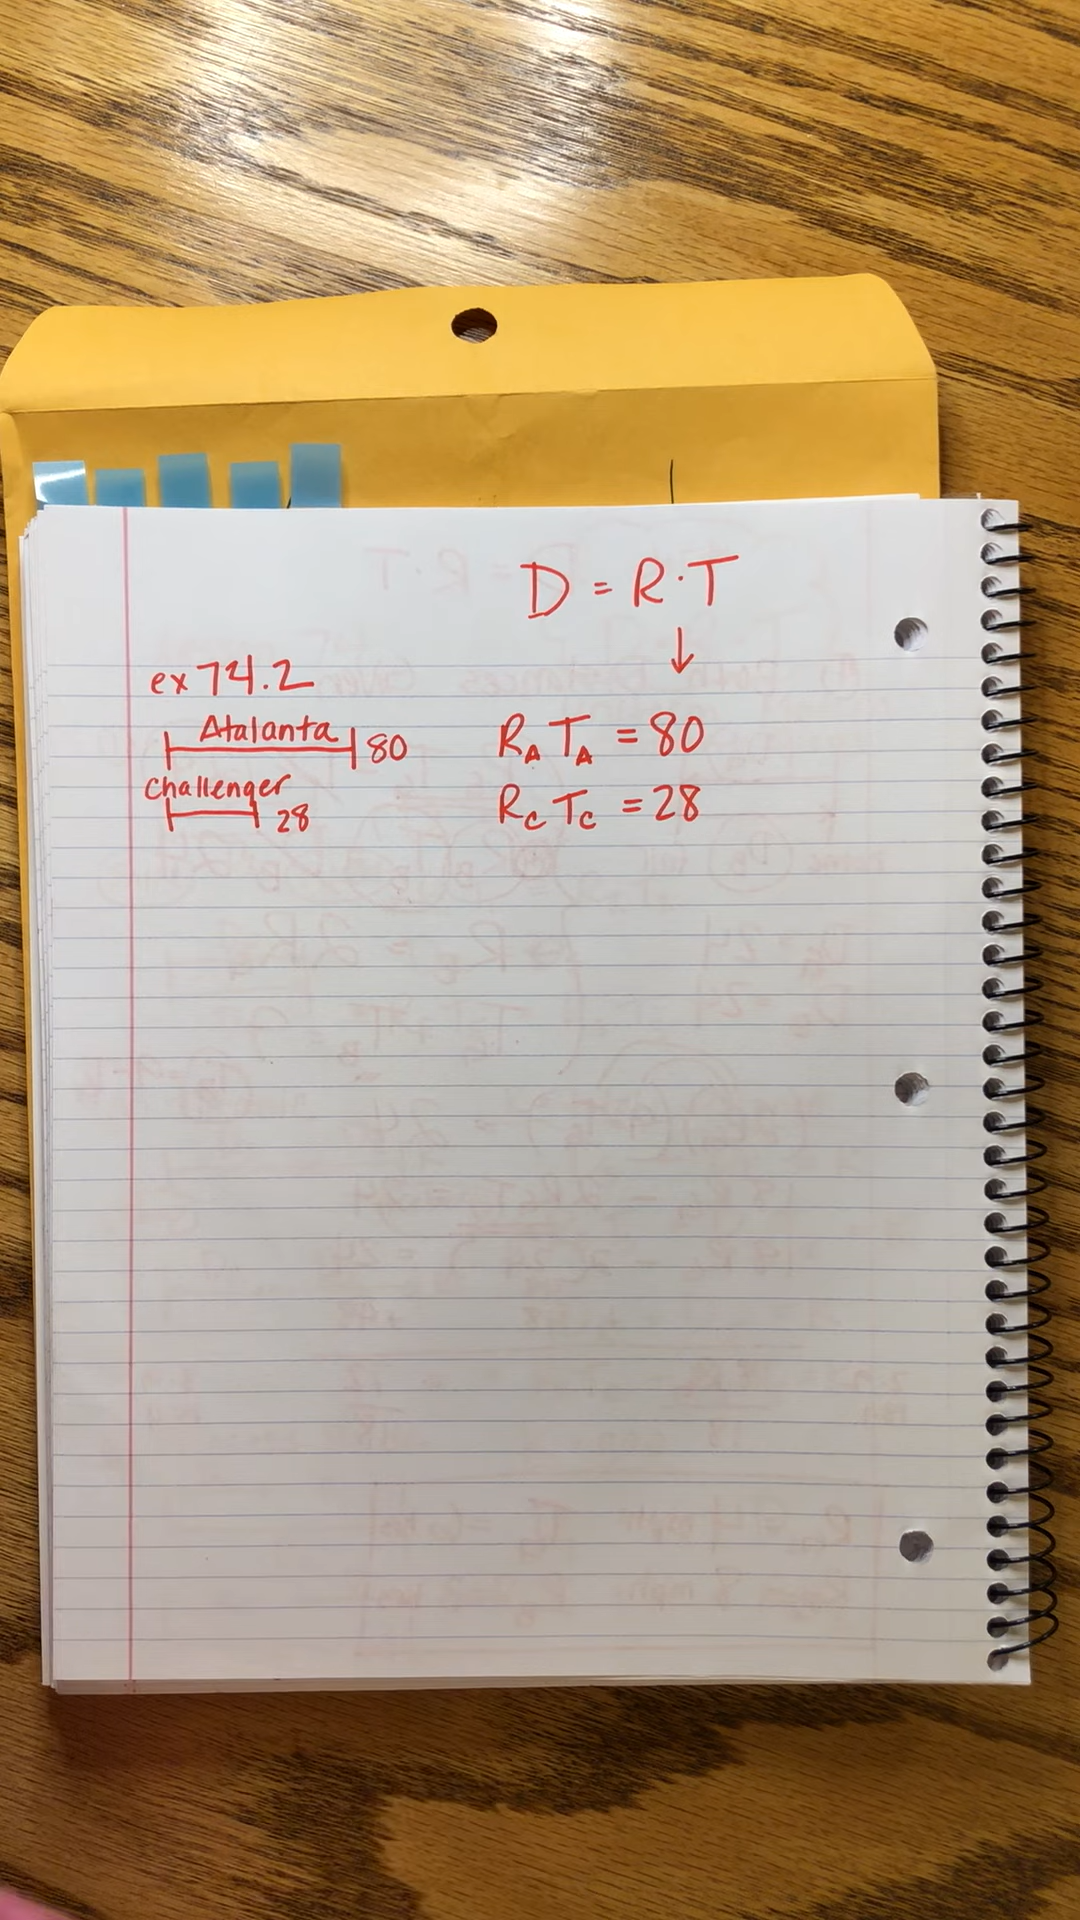 D = R·T
↓
ex 74.2
Atalanta 80
Challenger 28
R_A T_A = 80
R_C T_C = 28